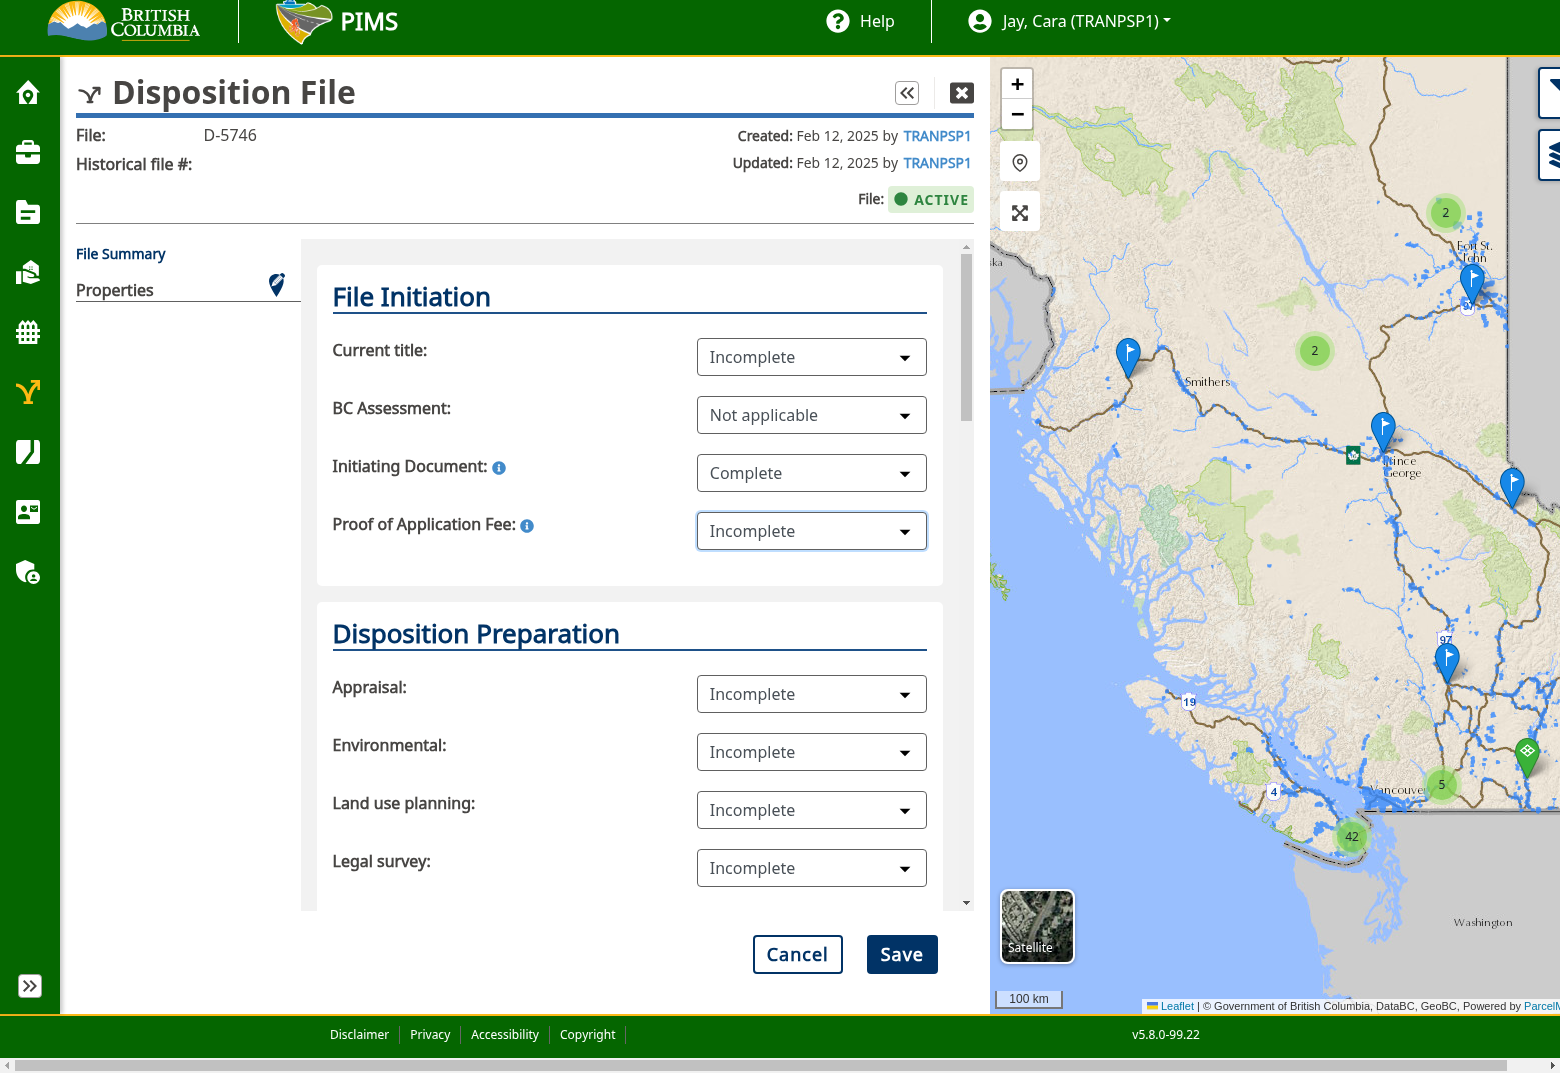 BRITISH
COLUMBIA
PIMS
Help
Jay, Cara (TRANPSP1)
Disposition File
File: D-5746
Historical file #:
Created: Feb 12, 2025 by TRANPSP1
Updated: Feb 12, 2025 by TRANPSP1
File: ACTIVE
File Summary
Properties
File Initiation
Current title: Incomplete
BC Assessment: Not applicable
Initiating Document: Complete
Proof of Application Fee: Incomplete
Disposition Preparation
Appraisal: Incomplete
Environmental: Incomplete
Land use planning: Incomplete
Legal survey: Incomplete
Cancel
Save
+
−
2
Fort St.
John
ska
97
2
Smithers
Prince
George
97
19
4
Vancouver
5
42
Washington
Satellite
100 km
Leaflet | © Government of British Columbia, DataBC, GeoBC, Powered by ParcelM
Disclaimer
Privacy
Accessibility
Copyright
v5.8.0-99.22